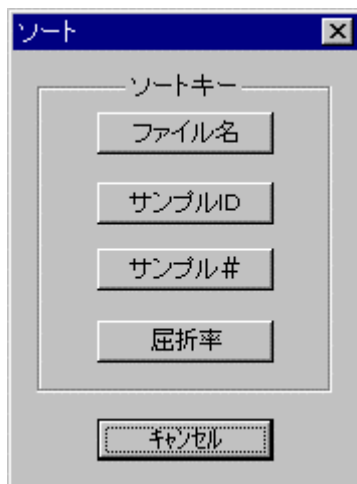 ソート
ソートキー
ファイル名
サンプルID
サンプル＃
屈折率
ｷｬﾝｾﾙ